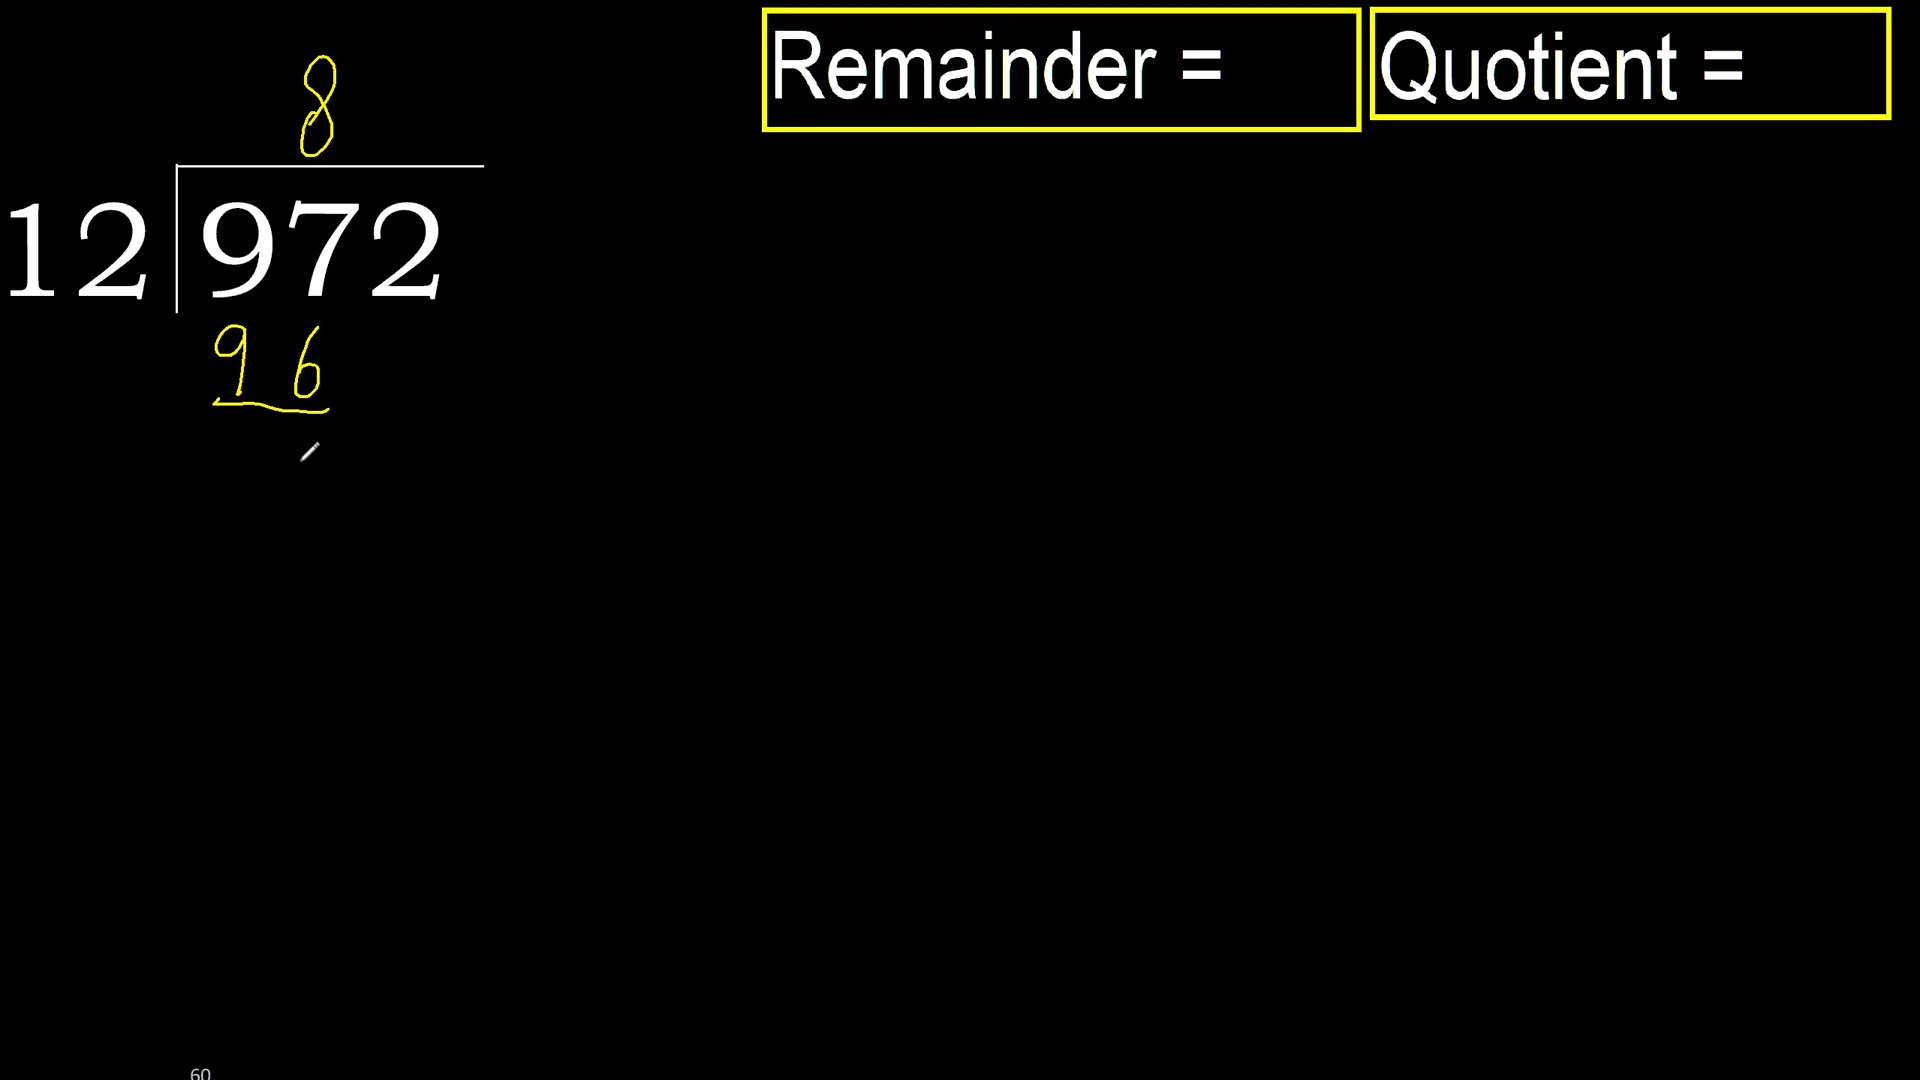 Remainder =
Quotient =
8
12 972
96
60